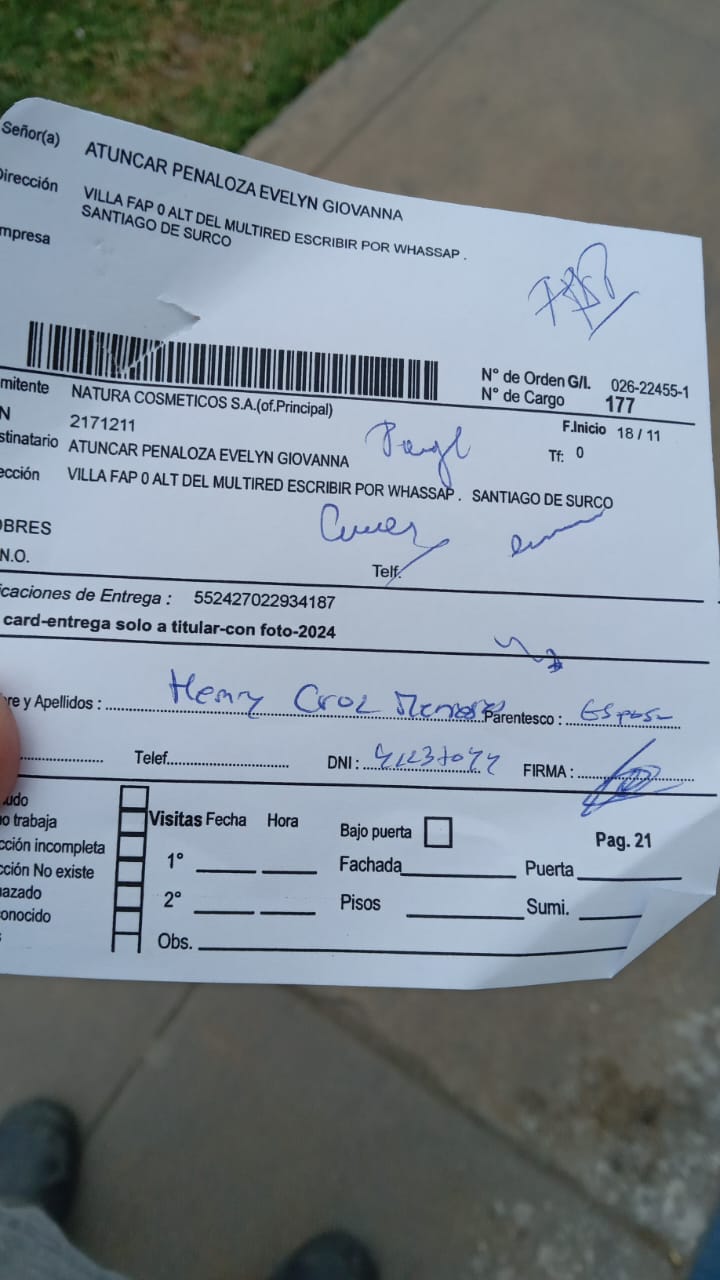 Señor(a) ATUNCAR PENALOZA EVELYN GIOVANNA
Dirección VILLA FAP 0 ALT DEL MULTIRED ESCRIBIR POR WHASSAP .
SANTIAGO DE SURCO
mpresa
FAP
N° de Orden G/I. 026-22455-1
N° de Cargo 177
mitente NATURA COSMETICOS S.A.(of.Principal)
F.Inicio 18 / 11
N 2171211
Tf: 0
stinatario ATUNCAR PENALOZA EVELYN GIOVANNA
ección VILLA FAP 0 ALT DEL MULTIRED ESCRIBIR POR WHASSAP . SANTIAGO DE SURCO
OBRES
N.O.
Telf.
caciones de Entrega : 552427022934187
card-entrega solo a titular-con foto-2024
re y Apellidos : Henry Cruz Parentesco : Esposo
Telef. DNI : FIRMA :
udo
o trabaja
cción incompleta
cción No existe
azado
onocido
s
Visitas Fecha Hora
1°
2°
Obs.
Bajo puerta
Fachada
Pisos
Pag. 21
Puerta
Sumi.